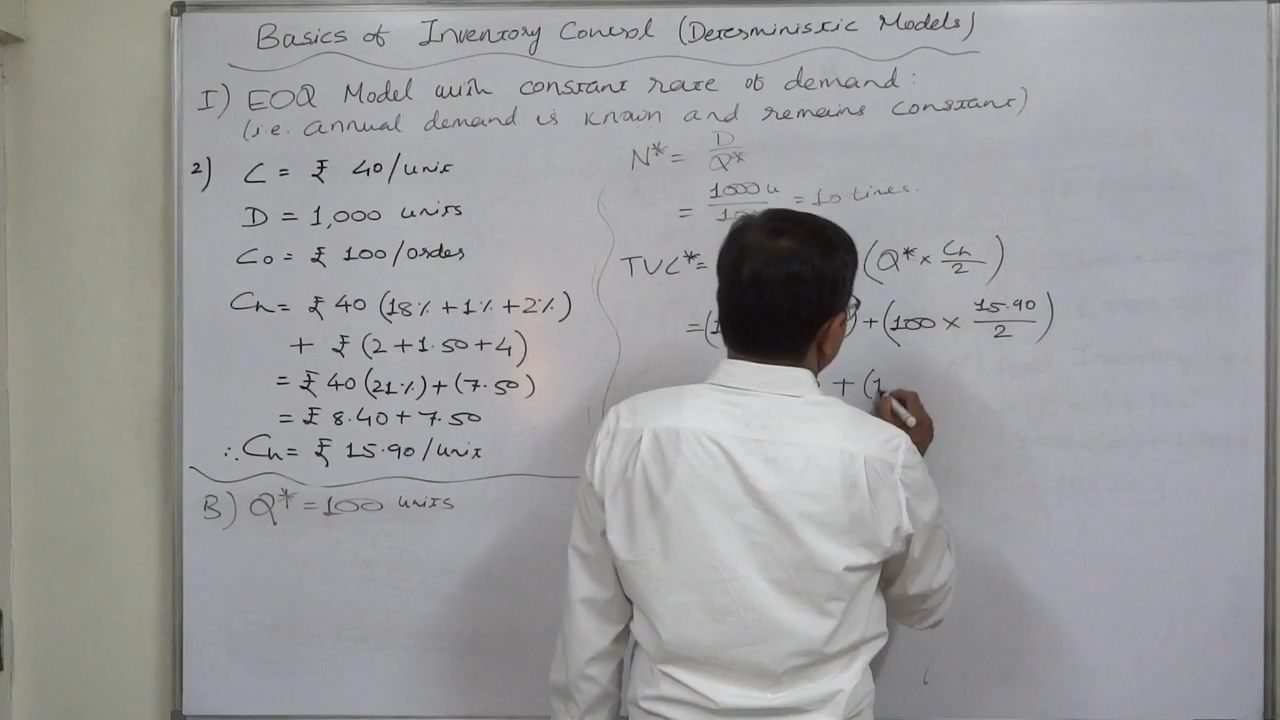 Basics of Inventory Control (Deterministic Models)
I) EOQ Model with constant rate of demand:
(i.e. annual demand is known and remains constant)
2) C = ₹ 40/unit
D = 1,000 units
Co = ₹ 100/order
Ch = ₹ 40 (18% + 1% + 2%)
+ ₹ (2 + 1.50 + 4)
= ₹ 40 (21%) + (7.50)
= ₹ 8.40 + 7.50
∴ Ch = ₹ 15.90/unit
B) Q* = 100 units
N* = D
Q*
= 1000 u = 10 times.
TVC* = (Q* × Ch/2)
= ( ) + (100 × 15.90/2)
+ (1